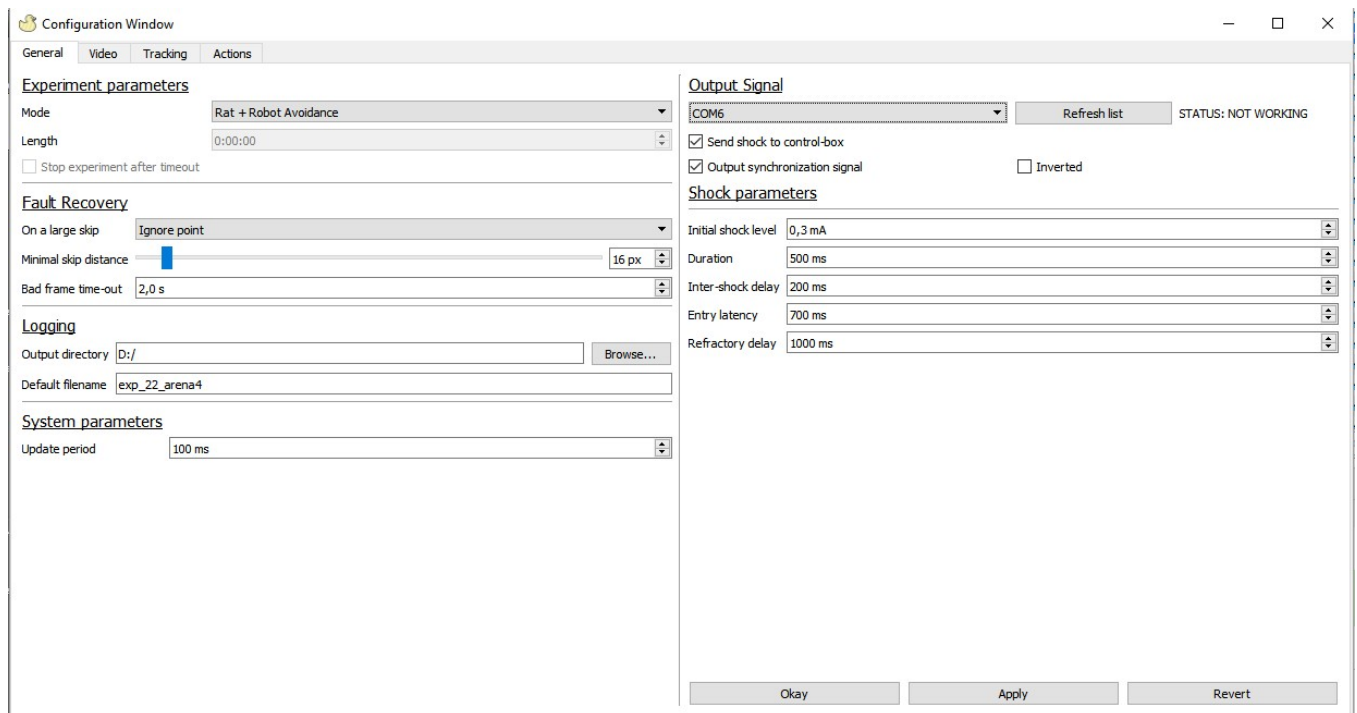 Configuration Window
General Video Tracking Actions
Experiment parameters
Mode Rat + Robot Avoidance
Length 0:00:00
Stop experiment after timeout
Fault Recovery
On a large skip Ignore point
Minimal skip distance 16 px
Bad frame time-out 2,0 s
Logging
Output directory D:/ Browse...
Default filename exp_22_arena4
System parameters
Update period 100 ms
Output Signal
COM6 Refresh list STATUS: NOT WORKING
Send shock to control-box
Output synchronization signal Inverted
Shock parameters
Initial shock level 0,3 mA
Duration 500 ms
Inter-shock delay 200 ms
Entry latency 700 ms
Refractory delay 1000 ms
Okay Apply Revert